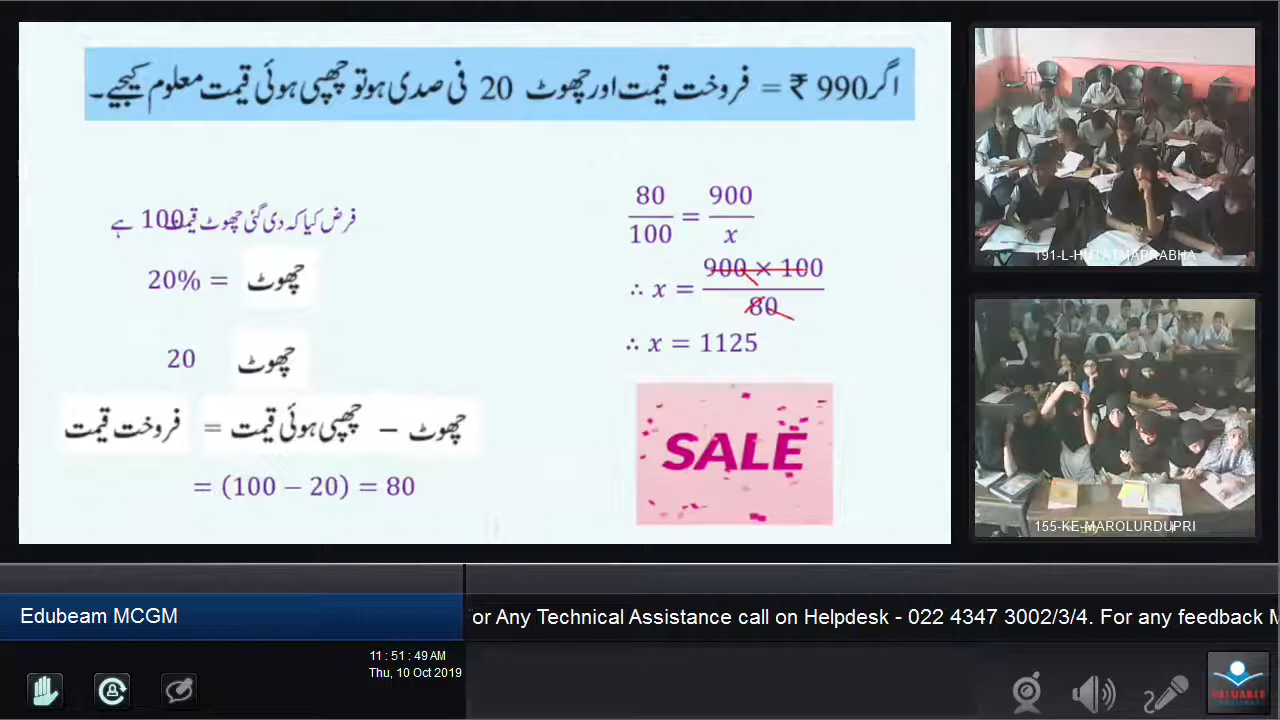 اگر 990 ₹ = فروخت قیمت اور چھوٹ 20 فی صدی ہو تو چھپی ہوئی قیمت معلوم کیجیے۔
فرض کیا کہ دی گئی چھوٹ قیمت 100 ہے
20% = چھوٹ
20 چھوٹ
فروخت قیمت = چھپی ہوئی قیمت − چھوٹ
= (100 − 20) = 80
80/100 = 900/x
∴ x = 900 × 100/80
∴ x = 1125
SALE
191-L-HUTATMAPRABHA
155-KE-MAROLURDUPRI
Edubeam MCGM
or Any Technical Assistance call on Helpdesk - 022 4347 3002/3/4. For any feedback M
11 : 51 : 49 AM
Thu, 10 Oct 2019
VALUABLE